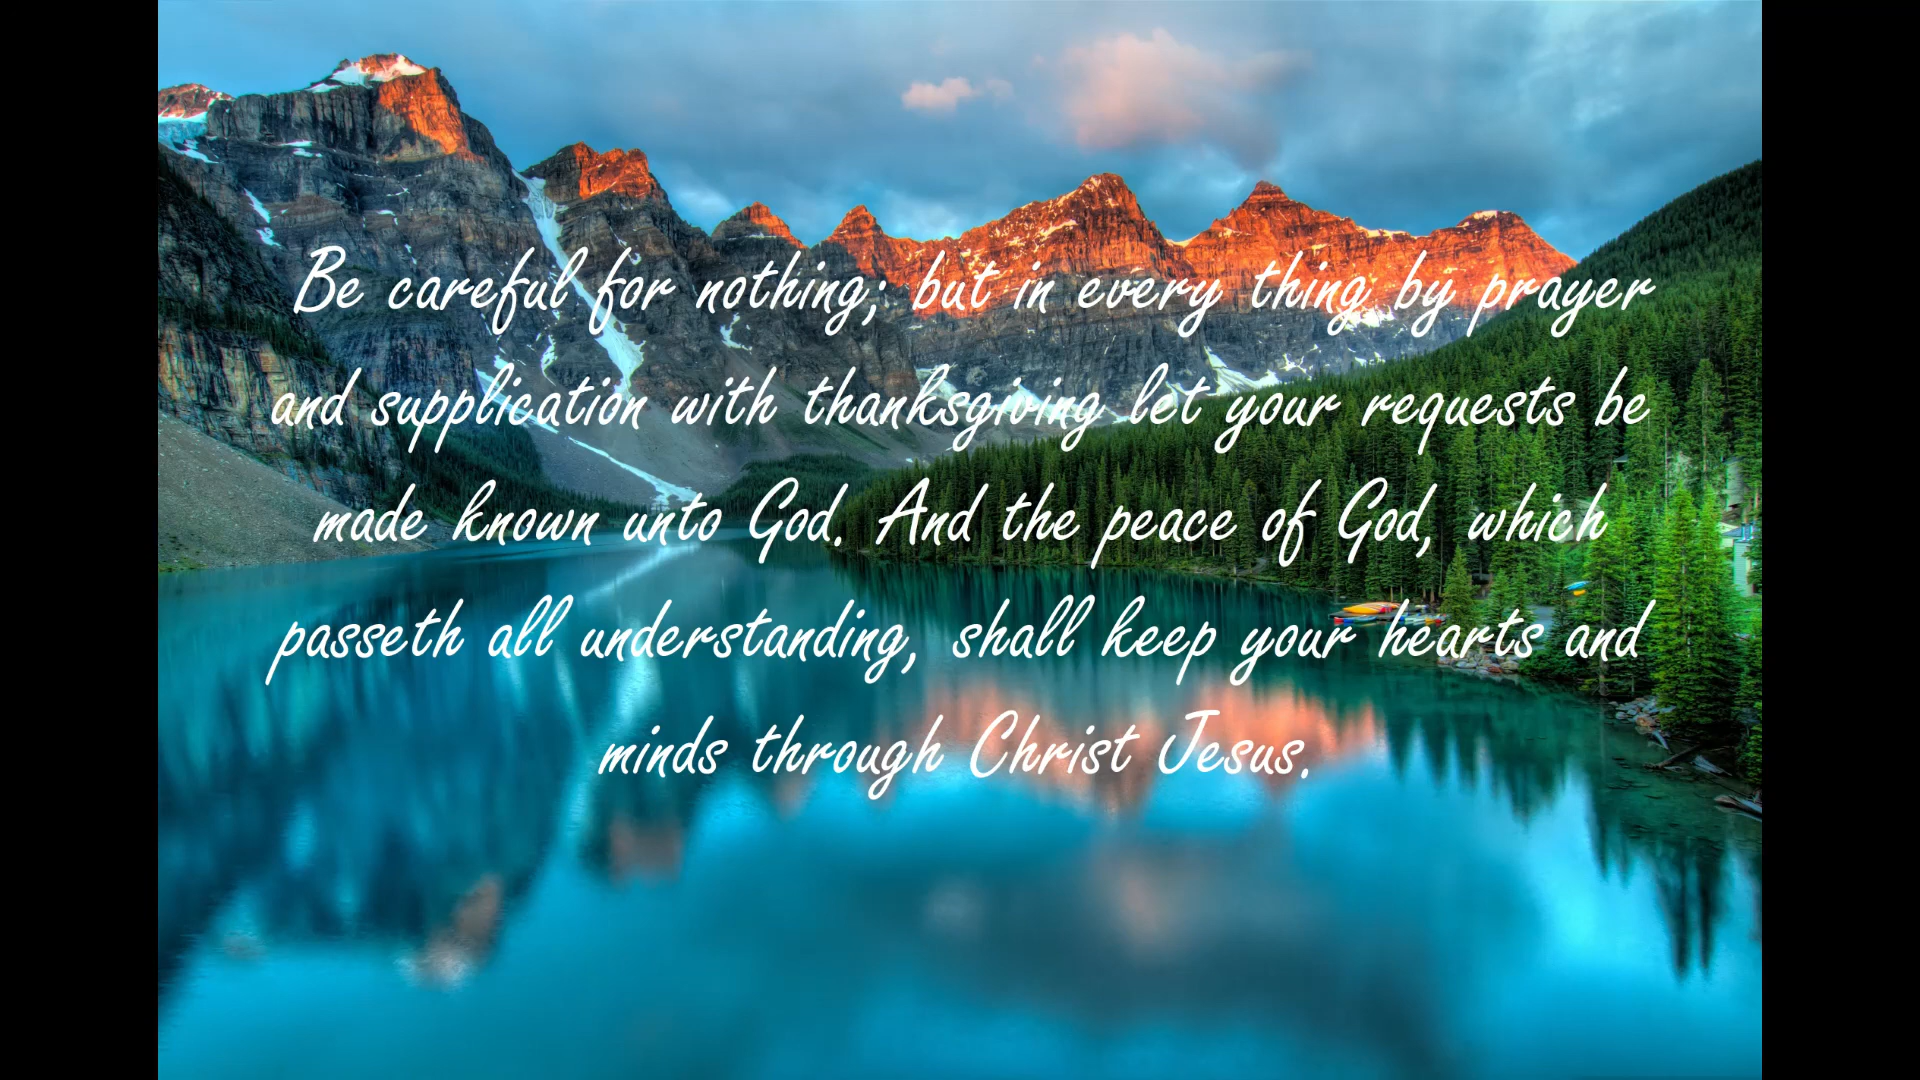 Be careful for nothing; but in every thing by prayer
and supplication with thanksgiving let your requests be
made known unto God. And the peace of God, which
passeth all understanding, shall keep your hearts and
minds through Christ Jesus.